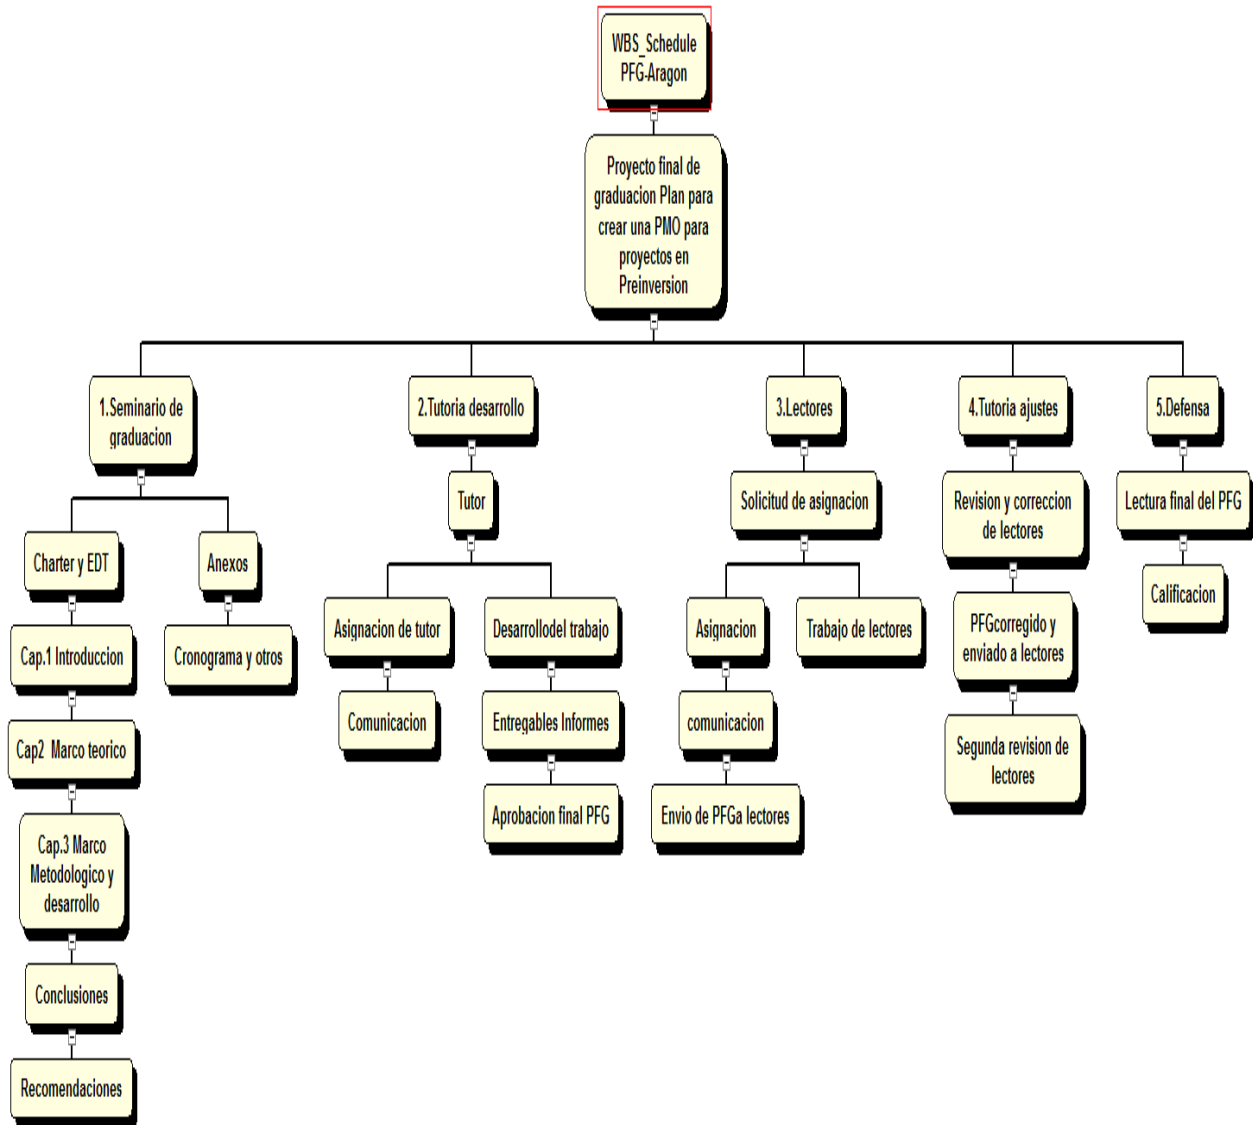 WBS_Schedule
PFG-Aragon
Proyecto final de
graduacion Plan para
crear una PMO para
proyectos en
Preinversion
1.Seminario de
graduacion
2.Tutoria desarrollo
3.Lectores
4.Tutoria ajustes
5.Defensa
Charter y EDT
Anexos
Cap.1 Introduccion
Cronograma y otros
Cap2  Marco teorico
Cap.3 Marco
Metodologico y
desarrollo
Conclusiones
Recomendaciones
Tutor
Asignacion de tutor
Desarrollodel trabajo
Comunicacion
Entregables Informes
Aprobacion final PFG
Solicitud de asignacion
Asignacion
Trabajo de lectores
comunicacion
Envio de PFGa lectores
Revision y correccion
de lectores
PFGcorregido y
enviado a lectores
Segunda revision de
lectores
Lectura final del PFG
Calificacion